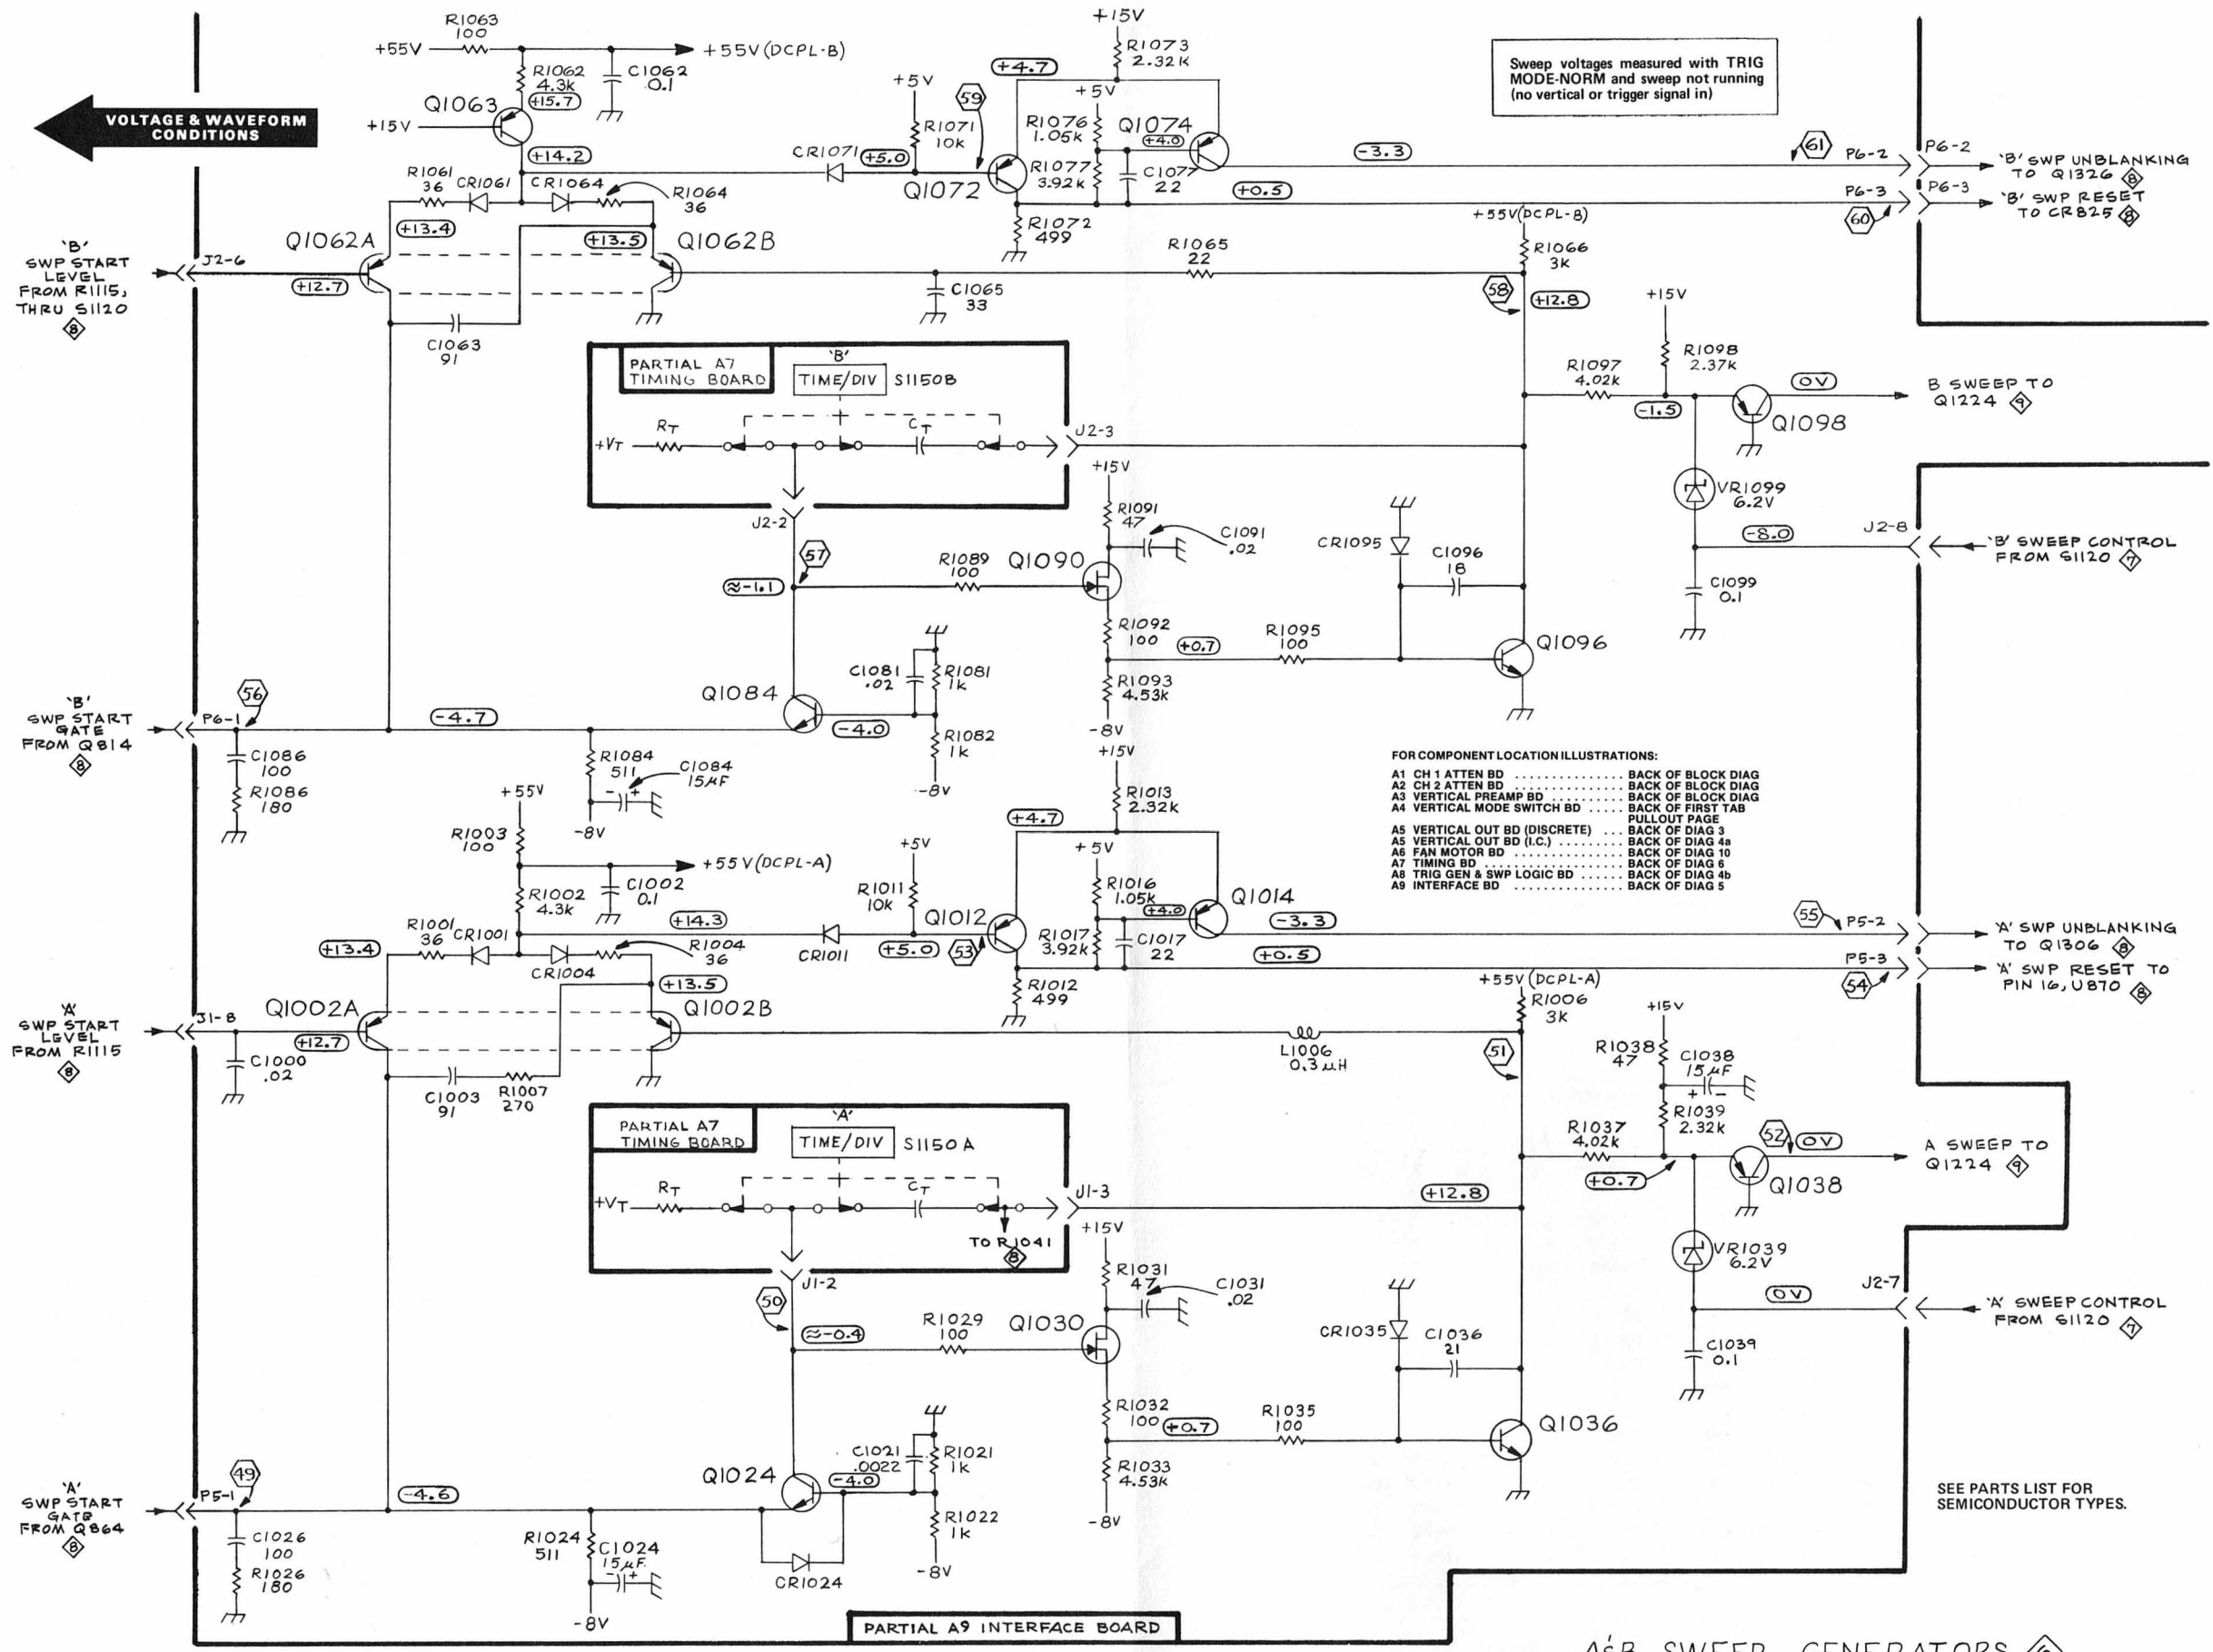 VOLTAGE & WAVEFORM
CONDITIONS
+55V
R1063
100
+55V (DCPL-B)
R1062
4.3k
C1062
0.1
Q1063
+15.7
+15V
+14.2
R1061
36
CR1061
CR1064
R1064
36
+13.4
+13.5
Q1062A
Q1062B
'B'
SWP START
LEVEL
FROM R1115,
THRU S1120
8
J2-6
+12.7
C1063
91
CR1071
+5V
R1071
10K
+5.0
59
Q1072
+15V
R1073
2.32K
+4.7
+5V
R1076
1.05K
Q1074
+4.0
R1077
3.92K
C1077
22
R1072
499
-3.3
+0.5
61
60
P6-2
P6-2
P6-3
P6-3
'B' SWP UNBLANKING
TO Q1326 8
'B' SWP RESET
TO CR825 8
Sweep voltages measured with TRIG
MODE-NORM and sweep not running
(no vertical or trigger signal in)
R1065
22
C1065
33
+55V (DCPL-B)
R1066
3K
58
+12.8
+15V
R1098
2.37K
R1097
4.02K
-1.5
0V
Q1098
B SWEEP TO
Q1224 9
VR1099
6.2V
-8.0
J2-8
'B' SWEEP CONTROL
FROM S1120 7
C1099
0.1
PARTIAL A7
TIMING BOARD
'B'
TIME/DIV
S1150B
+VT
RT
CT
J2-3
J2-2
57
≈-1.1
R1089
100
Q1090
+15V
R1091
47
C1091
.02
R1092
100
R1093
4.53K
-8V
+0.7
R1095
100
CR1095
C1096
18
Q1096
Q1084
-4.0
C1081
.02
R1081
1k
R1082
1k
-8V
'B'
SWP START
GATE
FROM Q814
8
P6-1
56
-4.7
C1086
100
R1086
180
R1084
511
C1084
15µF
- +
-8V
FOR COMPONENT LOCATION ILLUSTRATIONS:
A1 CH 1 ATTEN BD ............... BACK OF BLOCK DIAG
A2 CH 2 ATTEN BD ............... BACK OF BLOCK DIAG
A3 VERTICAL PREAMP BD .......... BACK OF BLOCK DIAG
A4 VERTICAL MODE SWITCH BD ..... BACK OF FIRST TAB
PULLOUT PAGE
A5 VERTICAL OUT BD (DISCRETE) ... BACK OF DIAG 3
A5 VERTICAL OUT BD (I.C.) ........ BACK OF DIAG 4a
A6 FAN MOTOR BD .............. BACK OF DIAG 10
A7 TIMING BD .................. BACK OF DIAG 6
A8 TRIG GEN & SWP LOGIC BD ...... BACK OF DIAG 4b
A9 INTERFACE BD .............. BACK OF DIAG 5
+55V
R1003
100
+55V (DCPL-A)
R1002
4.3K
C1002
0.1
+14.3
R1001
36
CR1001
CR1004
R1004
36
+13.4
+13.5
Q1002A
Q1002B
'A'
SWP START
LEVEL
FROM R1115
8
J1-8
+12.7
C1000
.02
C1003
91
R1007
270
CR1011
+5V
R1011
10K
+5.0
53
Q1012
+15V
R1013
2.32K
+4.7
+5V
R1016
1.05K
+4.0
Q1014
R1017
3.92K
C1017
22
R1012
499
-3.3
+0.5
55
54
P5-2
P5-3
'A' SWP UNBLANKING
TO Q1306 8
'A' SWP RESET TO
PIN 16, U870 8
L1006
0.3µH
+55V (DCPL-A)
R1006
3K
51
+12.8
+15V
R1038
47
C1038
15µF
+ -
R1039
2.32K
R1037
4.02K
+0.7
52
0V
Q1038
A SWEEP TO
Q1224 9
VR1039
6.2V
0V
J2-7
'A' SWEEP CONTROL
FROM S1120 7
C1039
0.1
PARTIAL A7
TIMING BOARD
'A'
TIME/DIV
S1150A
+VT
RT
CT
TO R1041
8
J1-3
J1-2
50
≈-0.4
R1029
100
Q1030
+15V
R1031
47
C1031
.02
R1032
100
R1033
4.53K
-8V
+0.7
R1035
100
CR1035
C1036
21
Q1036
Q1024
-4.0
C1021
.0022
R1021
1k
R1022
1k
-8V
CR1024
'A'
SWP START
GATE
FROM Q864
8
P5-1
49
-4.6
C1026
100
R1026
180
R1024
511
C1024
15µF
- +
-8V
SEE PARTS LIST FOR
SEMICONDUCTOR TYPES.
PARTIAL A9 INTERFACE BOARD
A&B SWEEP GENERATORS 6